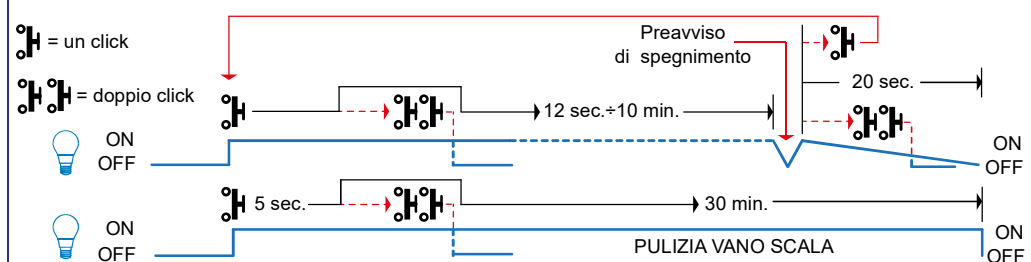 = un click
= doppio click
Preavviso
di spegnimento
20 sec.
12 sec.÷10 min.
ON
OFF
ON
OFF
5 sec.
30 min.
ON
OFF
PULIZIA VANO SCALA
ON
OFF